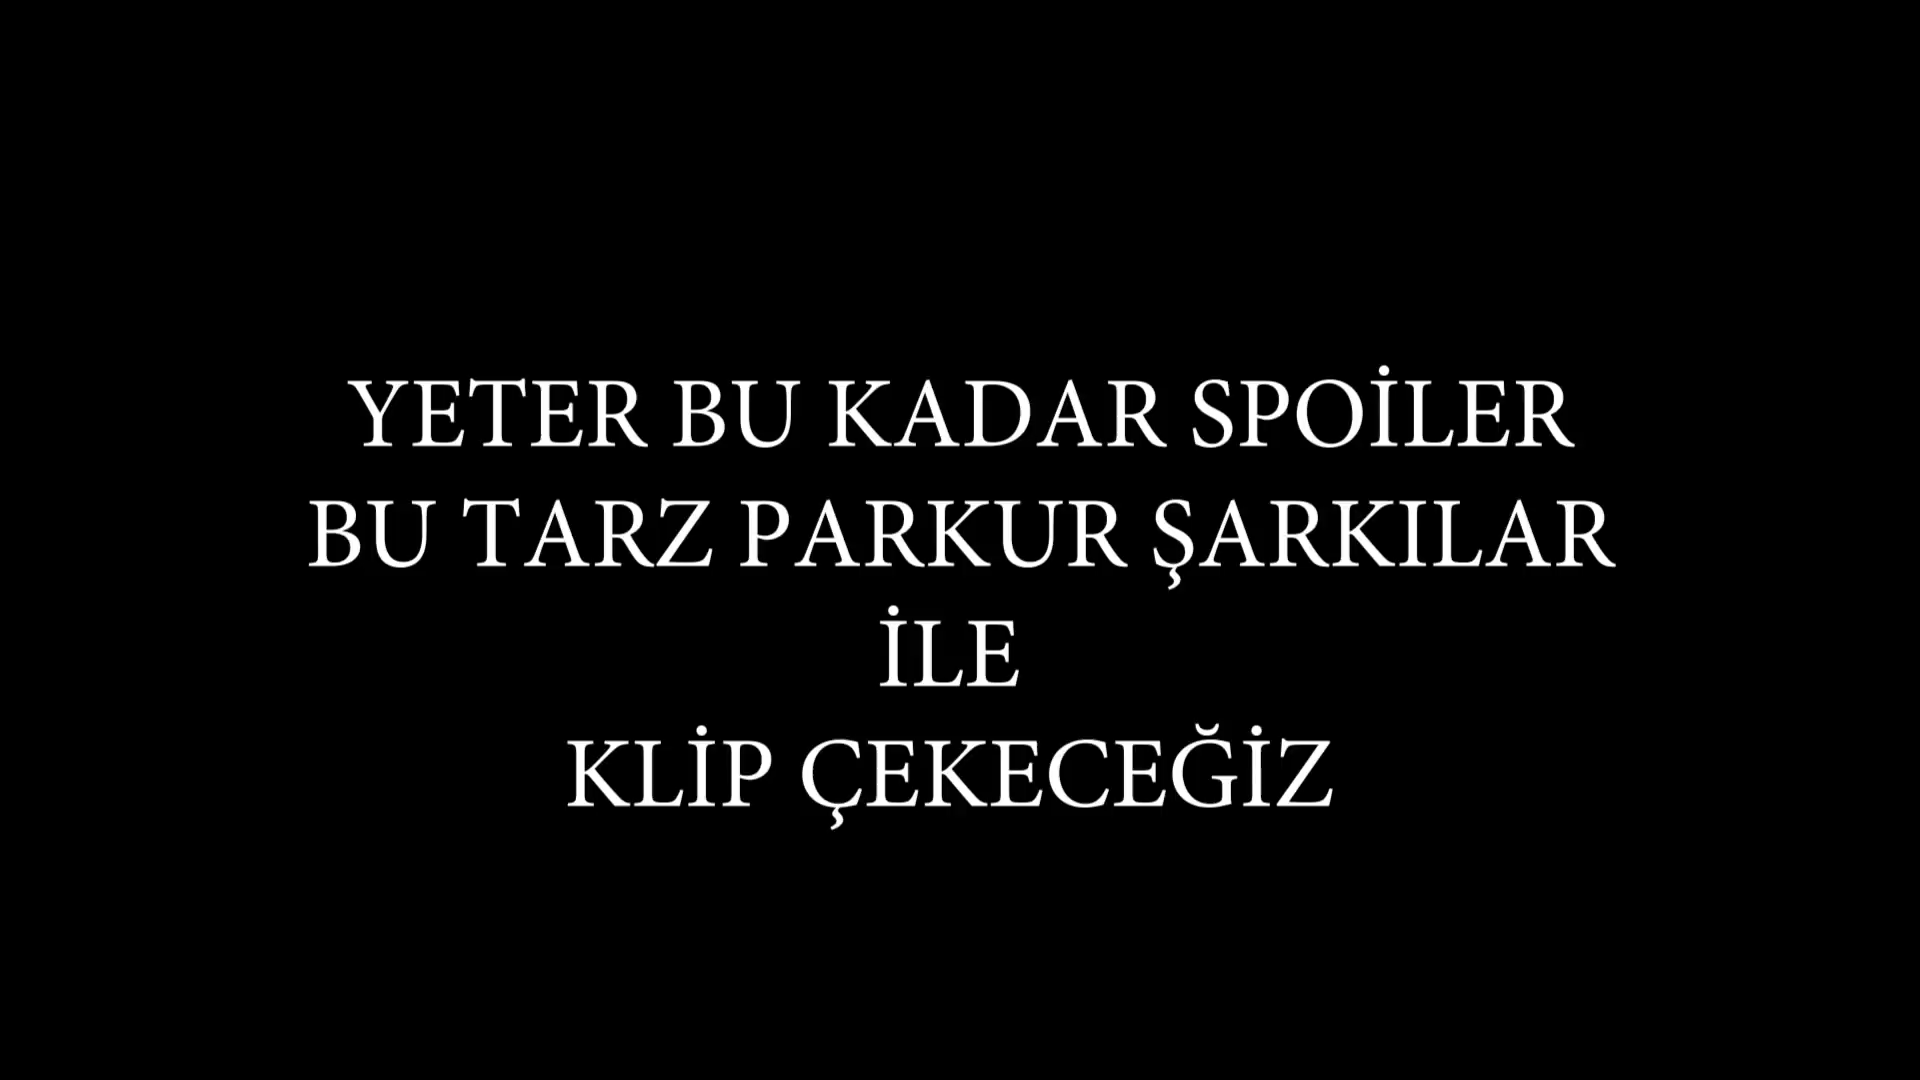 YETER BU KADAR SPOİLER
BU TARZ PARKUR ŞARKILAR
İLE
KLİP ÇEKECEĞİZ